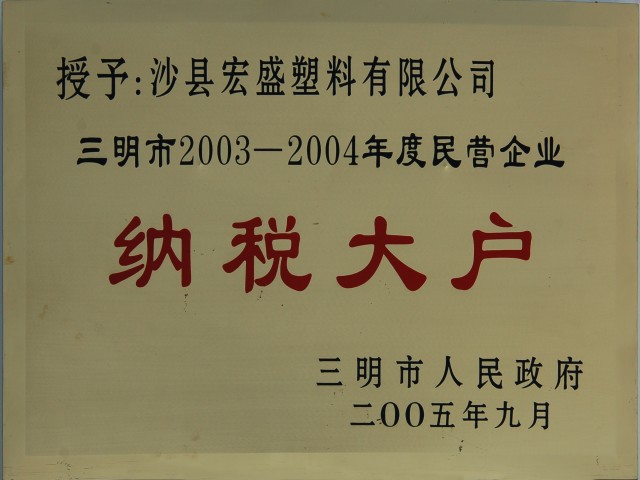 授予:沙县宏盛塑料有限公司
三明市2003—2004年度民营企业
纳税大户
三明市人民政府
二〇〇五年九月